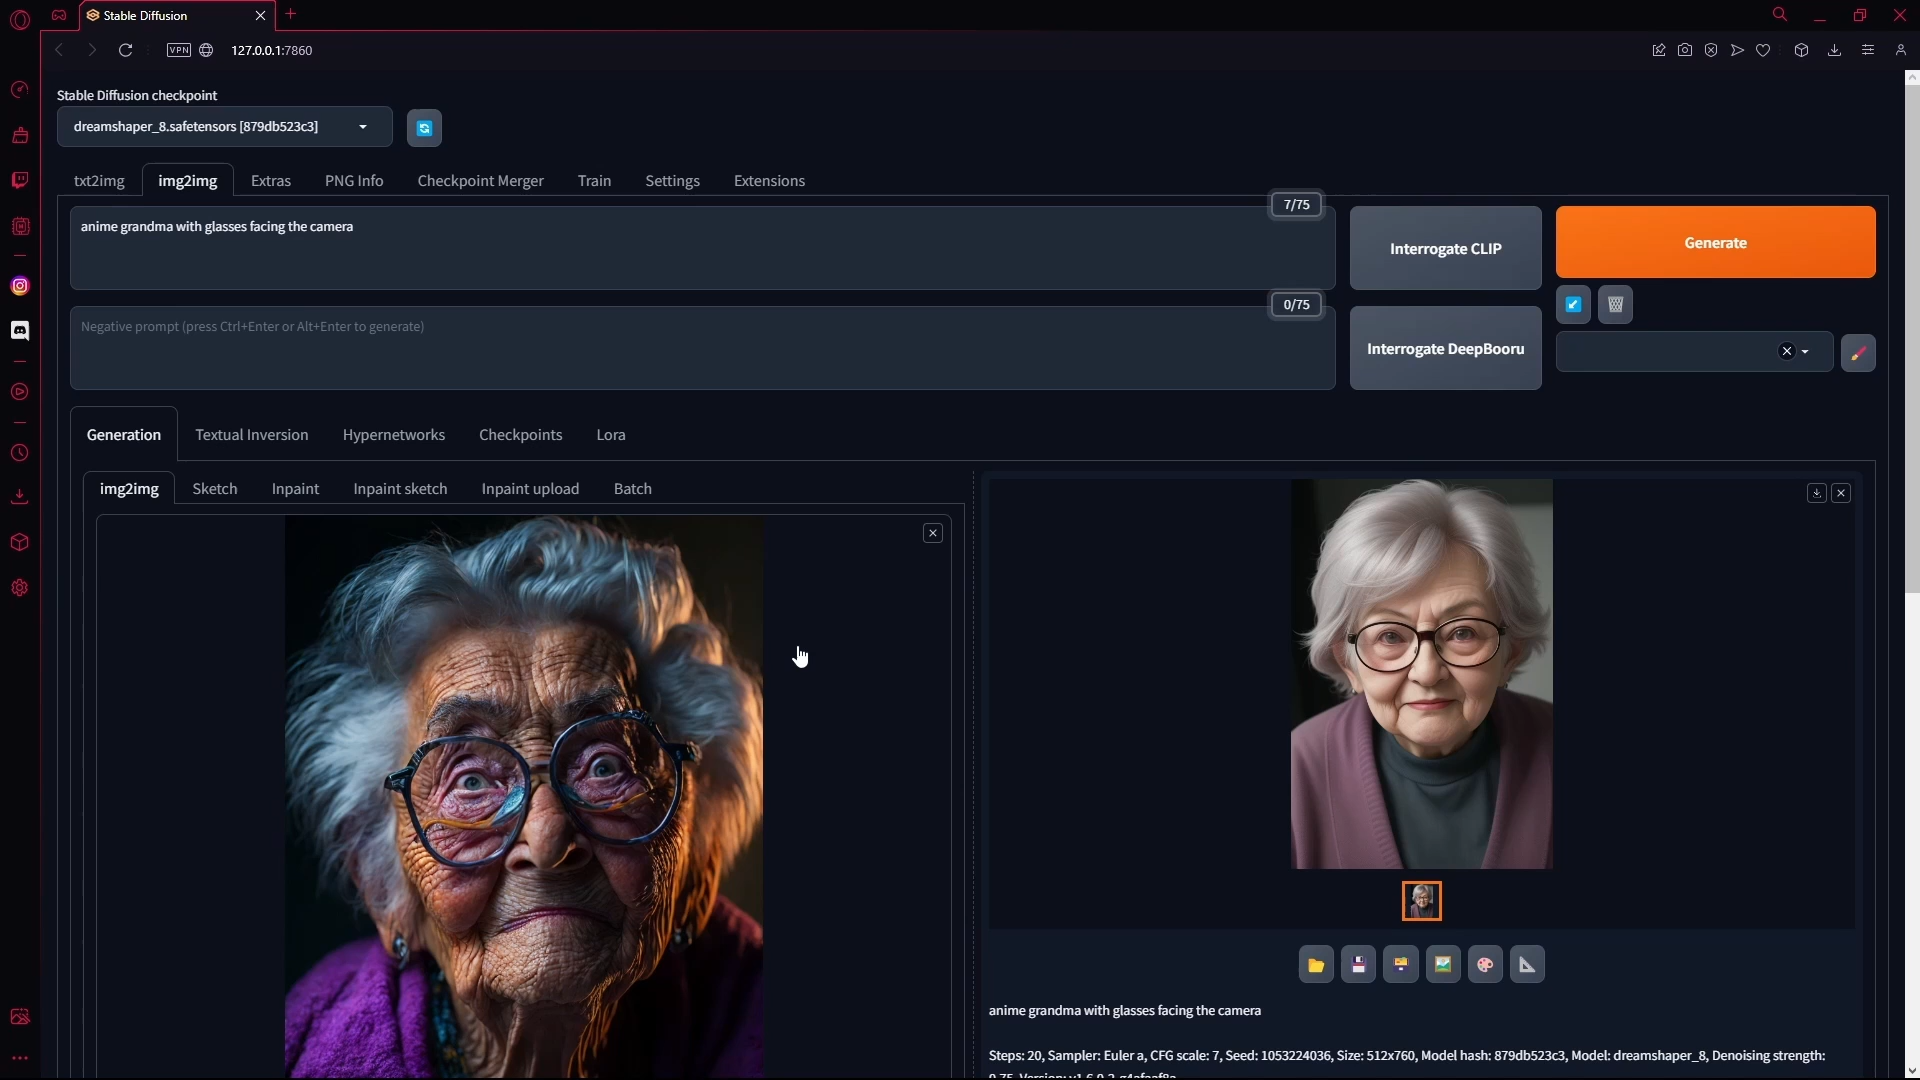 Stable Diffusion
VPN
127.0.0.1:7860
Stable Diffusion checkpoint
dreamshaper_8.safetensors [879db523c3]
txt2img
img2img
Extras
PNG Info
Checkpoint Merger
Train
Settings
Extensions
7/75
anime grandma with glasses facing the camera
Interrogate CLIP
Generate
0/75
Negative prompt (press Ctrl+Enter or Alt+Enter to generate)
Interrogate DeepBooru
Generation
Textual Inversion
Hypernetworks
Checkpoints
Lora
img2img
Sketch
Inpaint
Inpaint sketch
Inpaint upload
Batch
anime grandma with glasses facing the camera
Steps: 20, Sampler: Euler a, CFG scale: 7, Seed: 1053224036, Size: 512x760, Model hash: 879db523c3, Model: dreamshaper_8, Denoising strength: